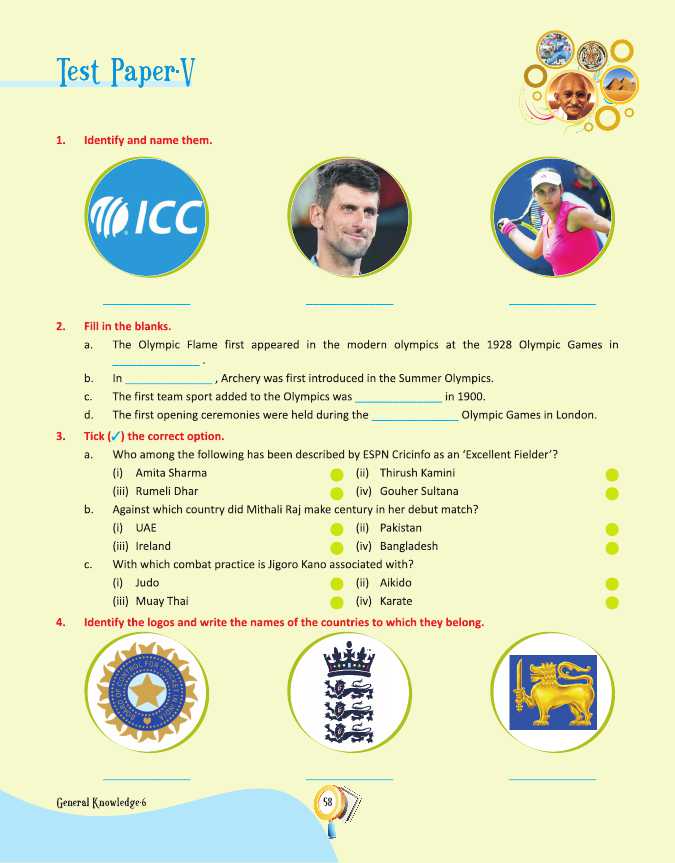 Test Paper-V
1. Identify and name them.
ICC
2. Fill in the blanks.
a. The Olympic Flame first appeared in the modern olympics at the 1928 Olympic Games in
______________ .
b. In ______________ , Archery was first introduced in the Summer Olympics.
c. The first team sport added to the Olympics was ______________ in 1900.
d. The first opening ceremonies were held during the ______________ Olympic Games in London.
3. Tick (✓) the correct option.
a. Who among the following has been described by ESPN Cricinfo as an ‘Excellent Fielder’?
(i) Amita Sharma (ii) Thirush Kamini
(iii) Rumeli Dhar (iv) Gouher Sultana
b. Against which country did Mithali Raj make century in her debut match?
(i) UAE (ii) Pakistan
(iii) Ireland (iv) Bangladesh
c. With which combat practice is Jigoro Kano associated with?
(i) Judo (ii) Aikido
(iii) Muay Thai (iv) Karate
4. Identify the logos and write the names of the countries to which they belong.
General Knowledge-6
58